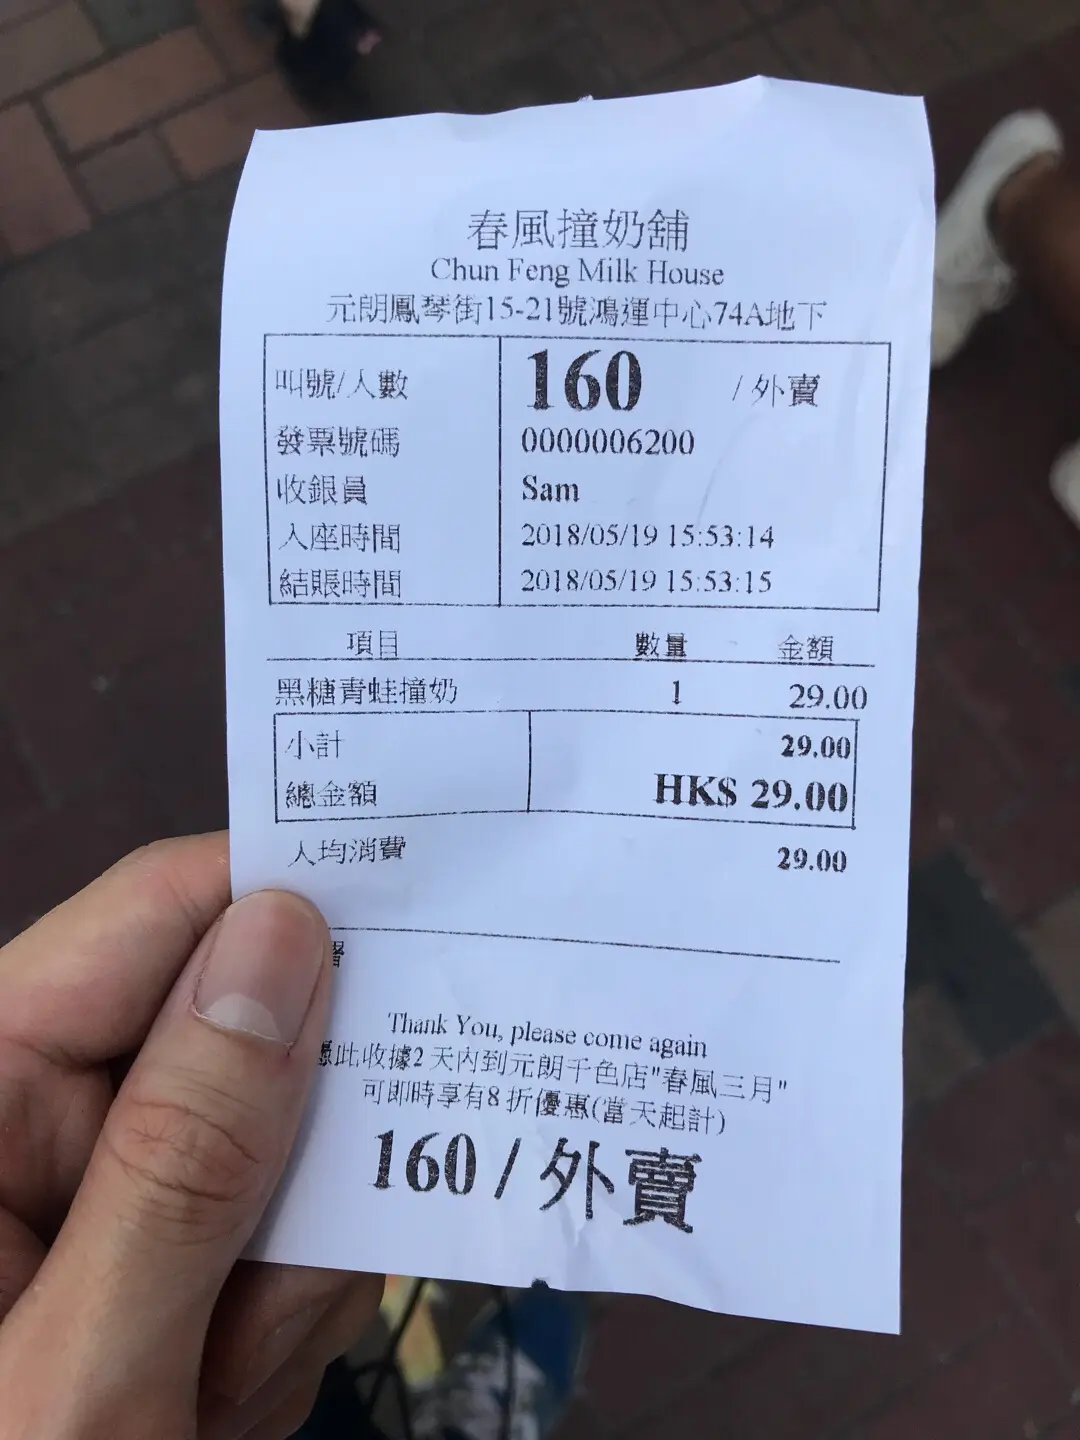 春風撞奶舖
Chun Feng Milk House
元朗鳳琴街15-21號鴻運中心74A地下
叫號/人數 160 /外賣
發票號碼 0000006200
收銀員 Sam
入座時間 2018/05/19 15:53:14
結賬時間 2018/05/19 15:53:15
項目 數量 金額
黑糖青蛙撞奶 1 29.00
小計 29.00
總金額 HK$ 29.00
人均消費 29.00
署
Thank You, please come again
憑此收據2 天內到元朗千色店"春風三月"
可即時享有8 折優惠(當天起計)
160 / 外賣